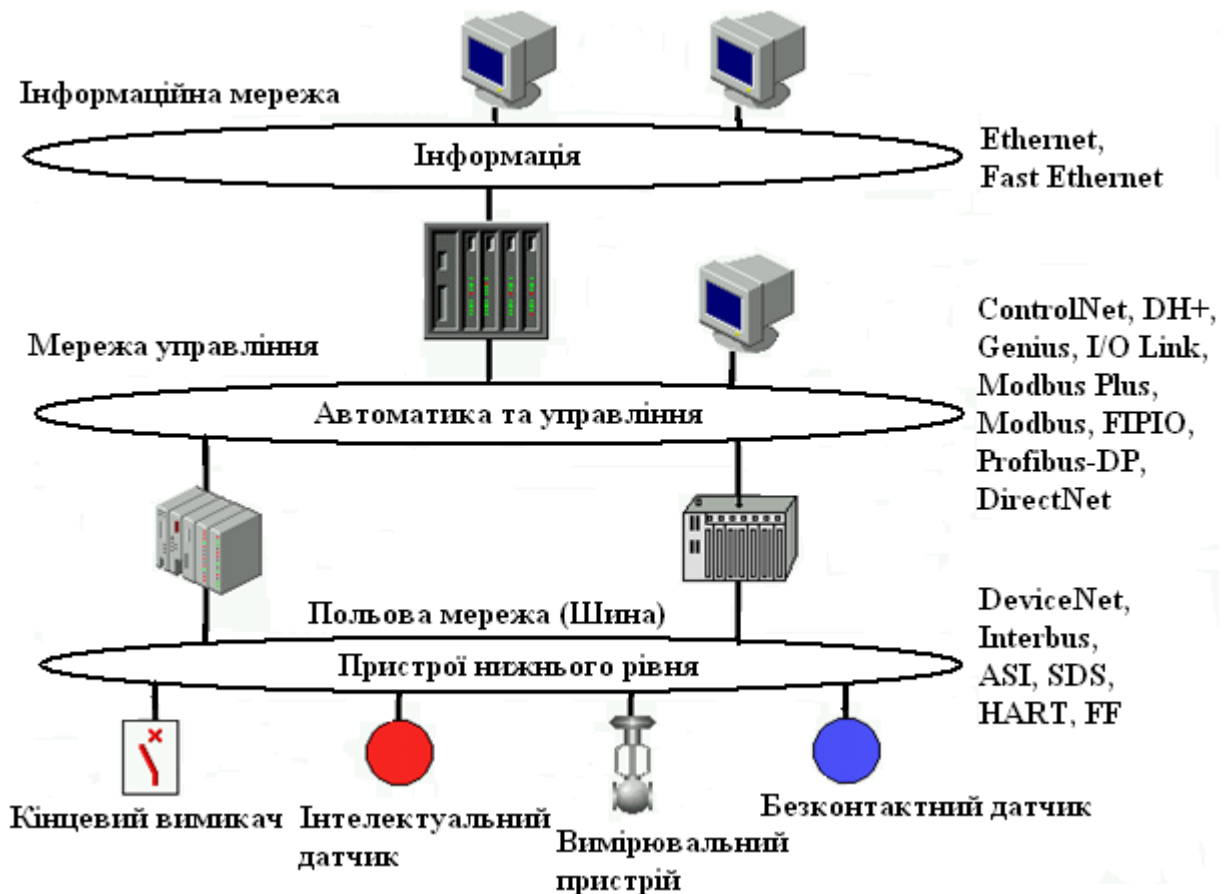 Інформаційна мережа
Інформація
Ethernet,
Fast Ethernet
Мережа управління
Автоматика та управління
ControlNet, DH+,
Genius, I/O Link,
Modbus Plus,
Modbus, FIPIO,
Profibus-DP,
DirectNet
Польова мережа (Шина)
Пристрої нижнього рівня
DeviceNet,
Interbus,
ASI, SDS,
HART, FF
Кінцевий вимикач
Інтелектуальний
датчик
Вимірювальний
пристрій
Безконтактний датчик